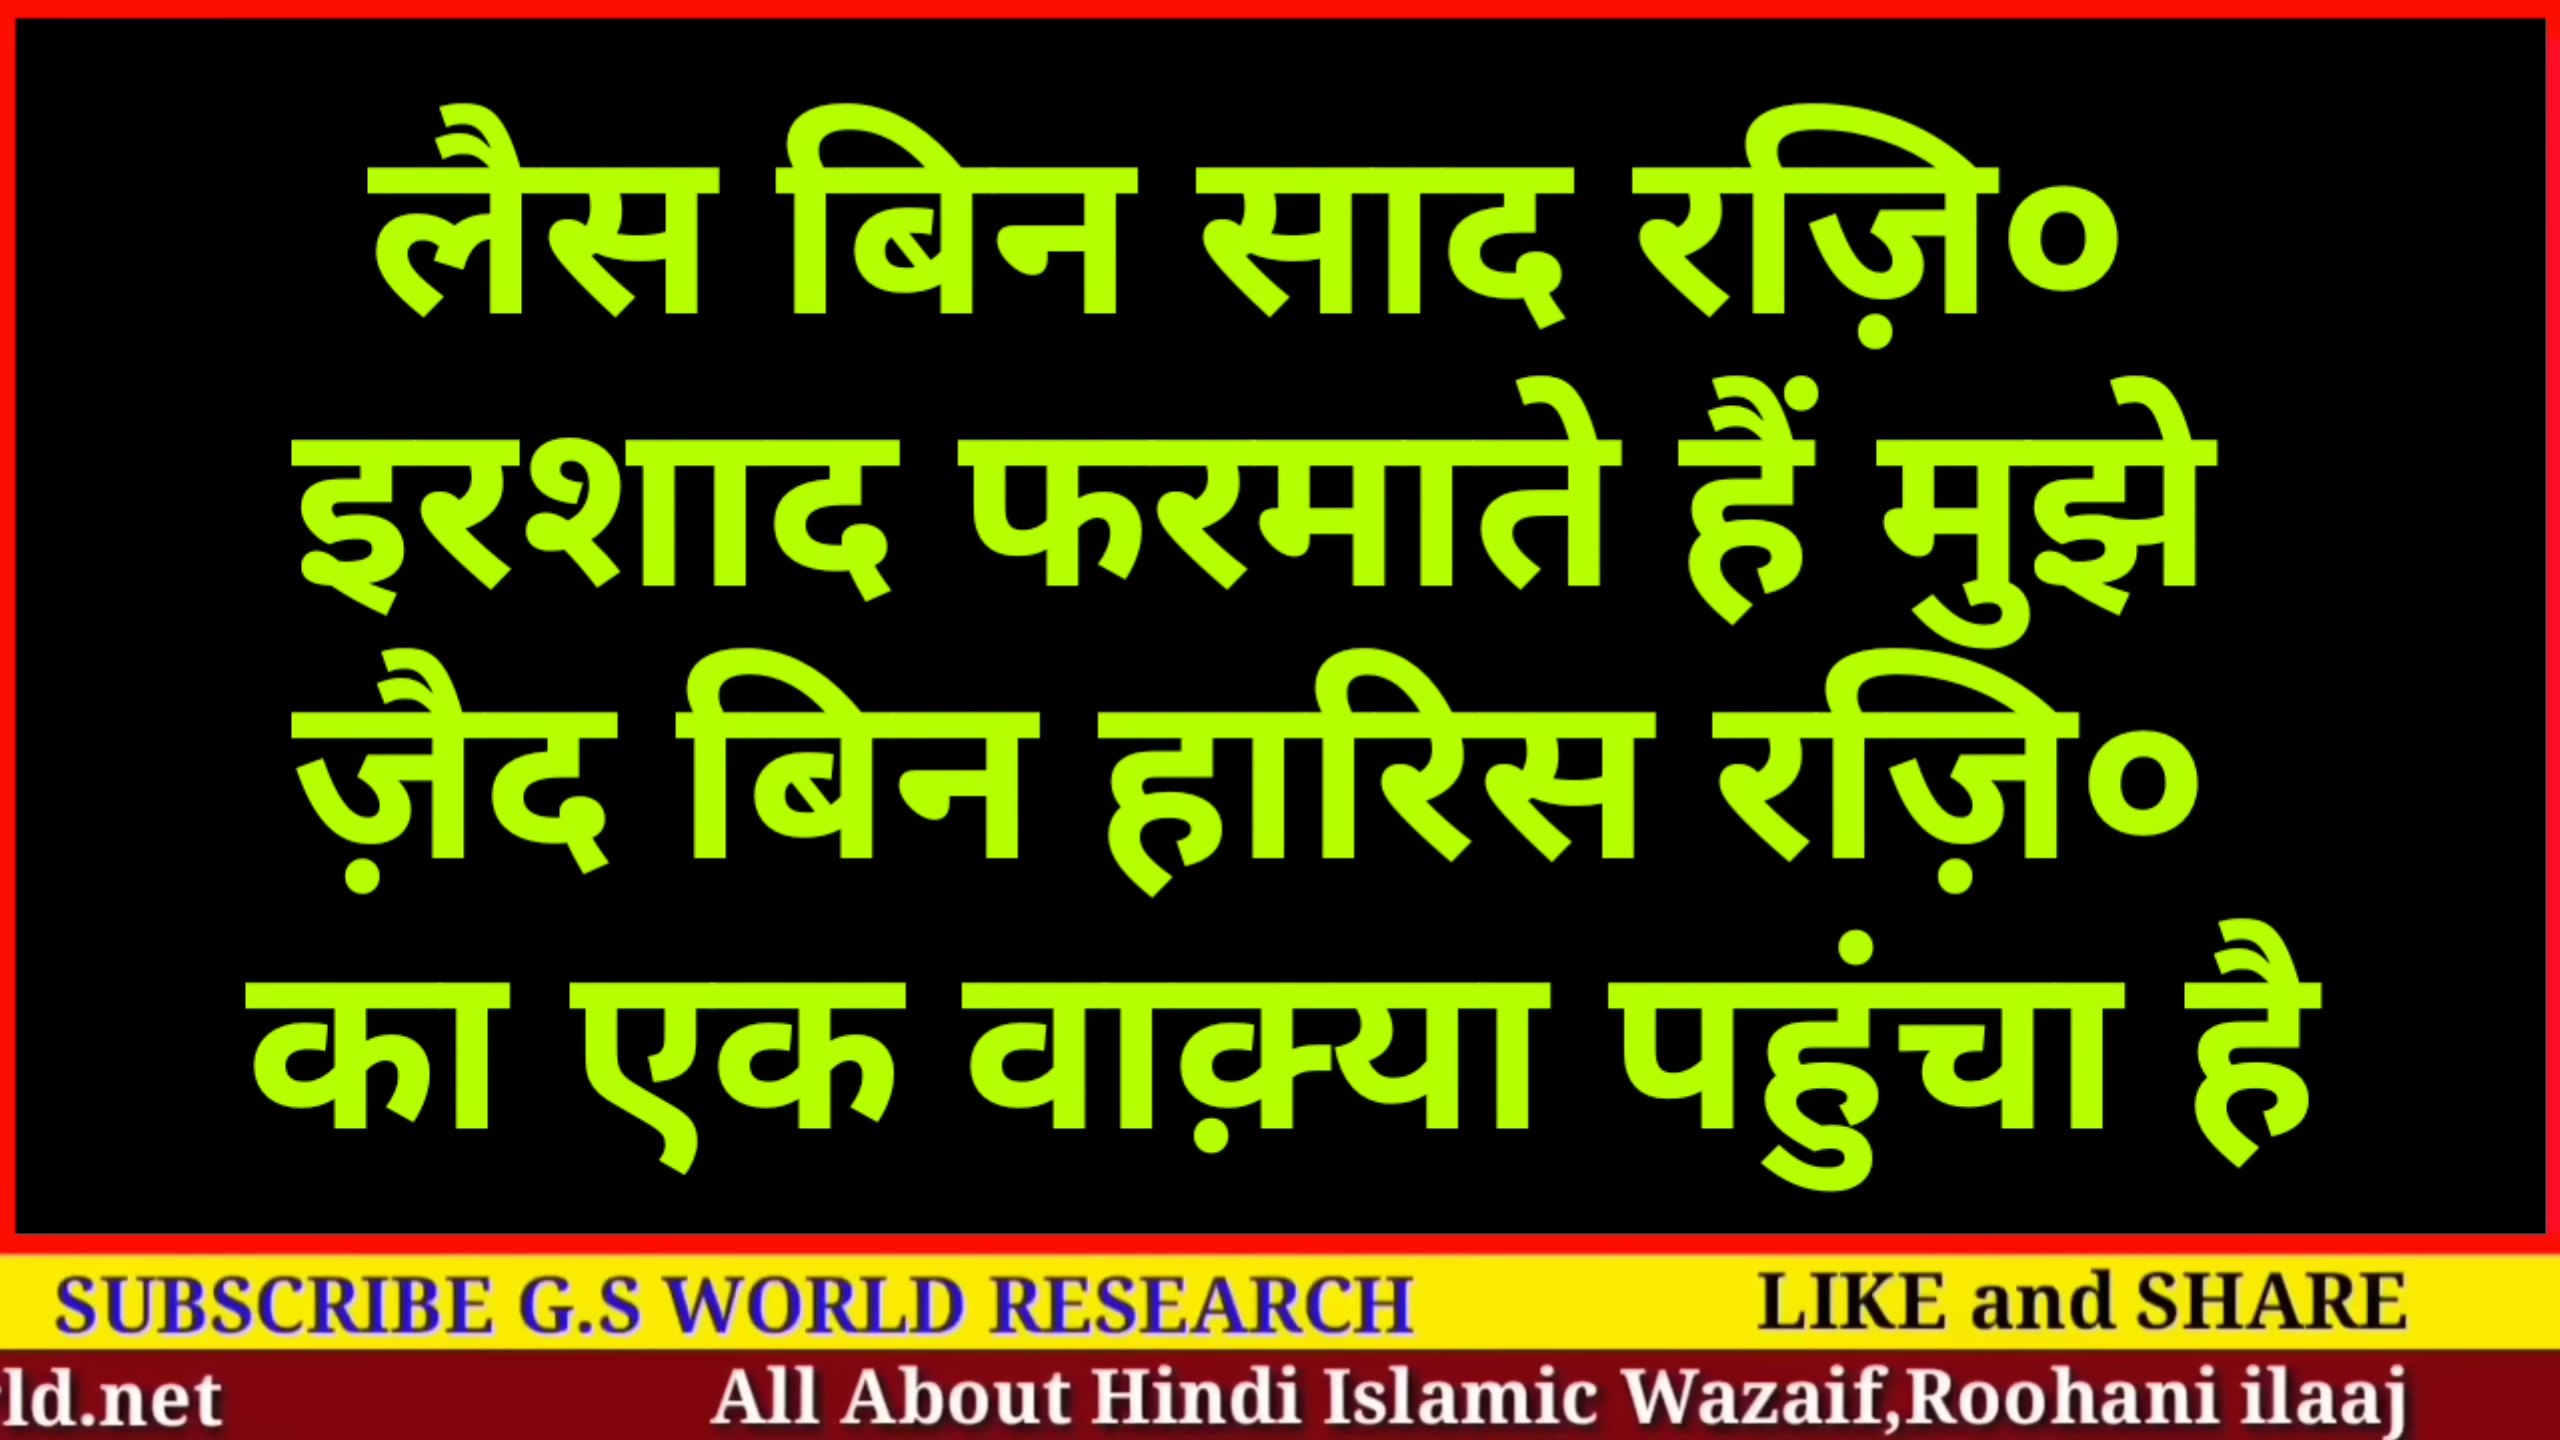 लैस बिन साद रज़ि०
इरशाद फरमाते हैं मुझे
ज़ैद बिन हारिस रज़ि०
का एक वाक़्या पहुंचा है
SUBSCRIBE G.S WORLD RESEARCH LIKE and SHARE
ld.net All About Hindi Islamic Wazaif,Roohani ilaaj